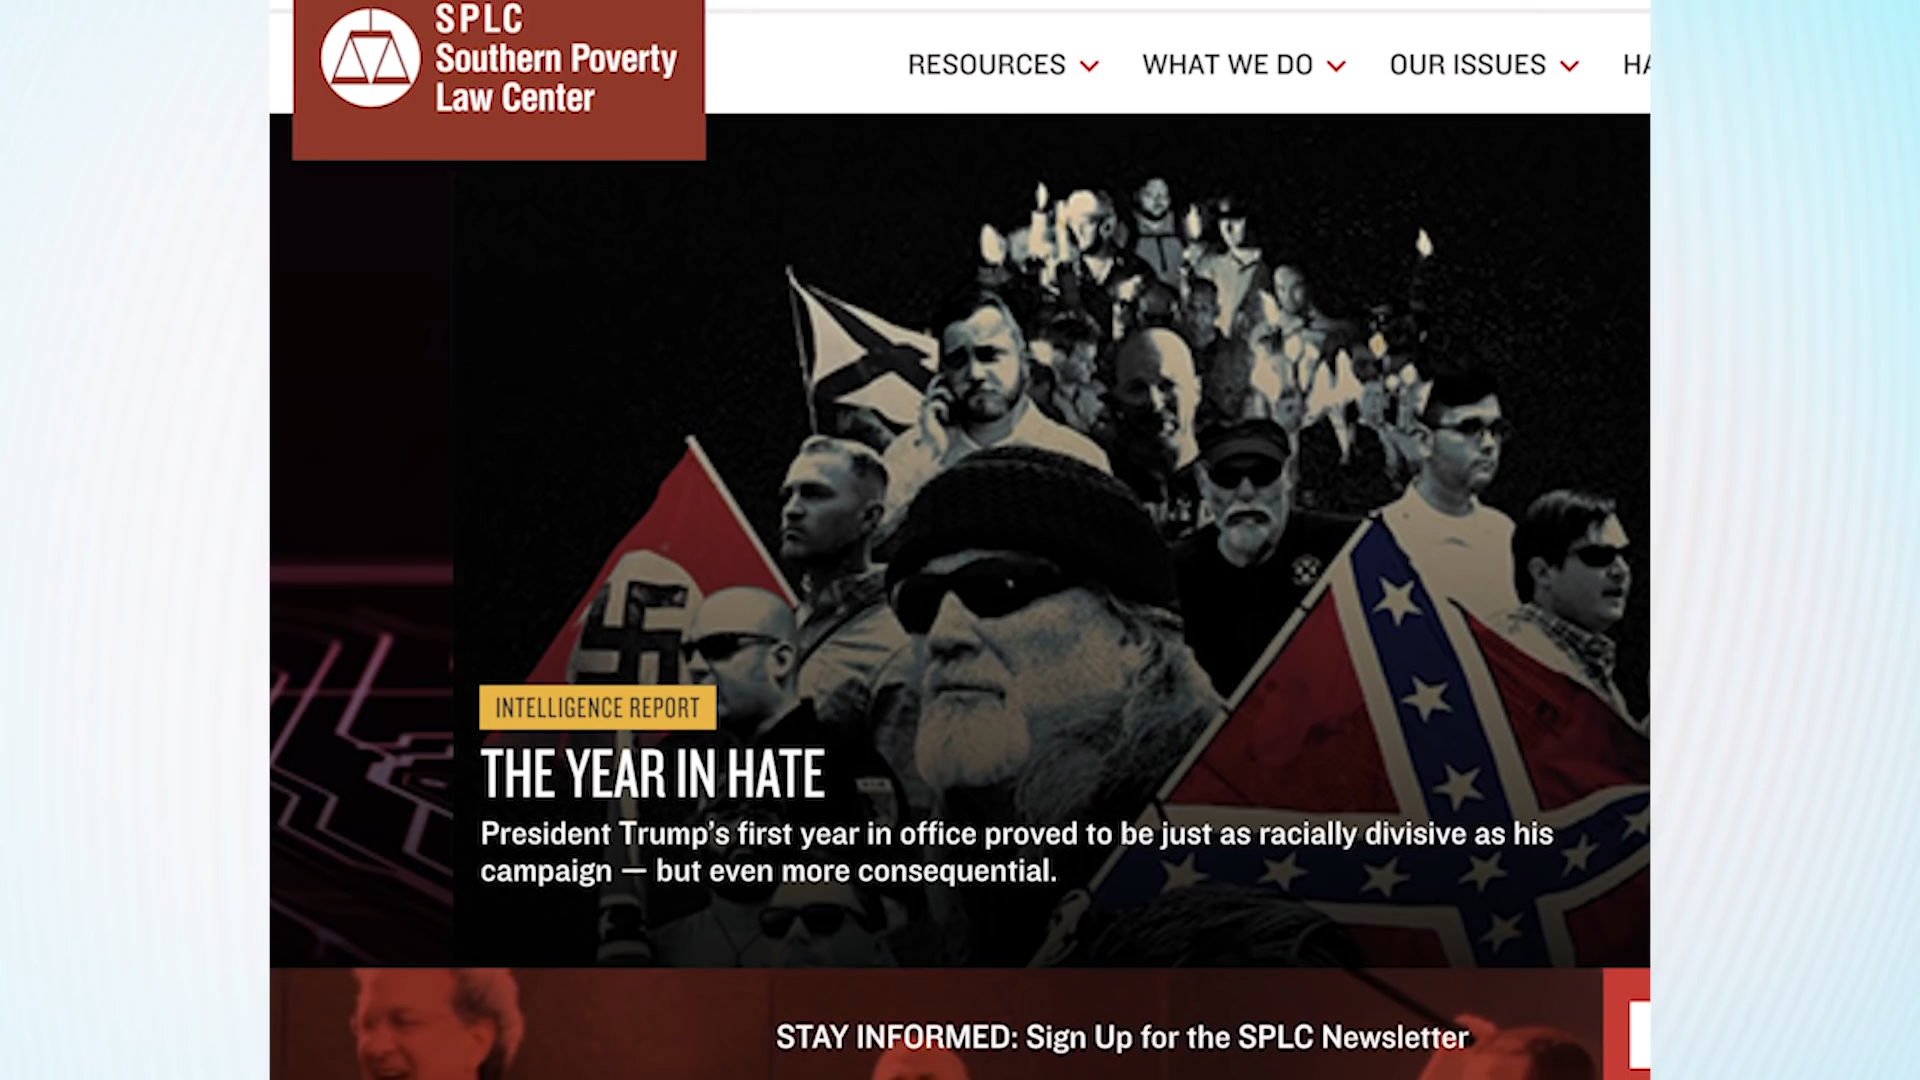 SPLC
Southern Poverty
Law Center
RESOURCES
WHAT WE DO
OUR ISSUES
INTELLIGENCE REPORT
THE YEAR IN HATE
President Trump's first year in office proved to be just as racially divisive as his
campaign — but even more consequential.
STAY INFORMED: Sign Up for the SPLC Newsletter